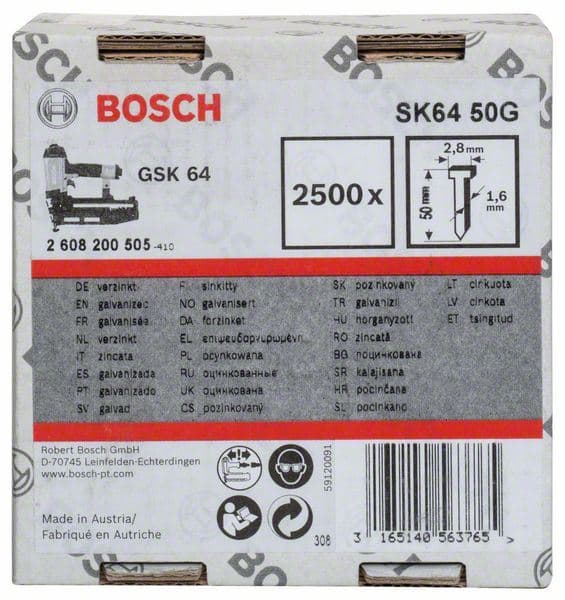 BOSCH
SK64 50G
GSK 64
2500 x
2,8 mm
50 mm
1,6 mm
2 608 200 505 -410
DE verzinkt
EN galvanized
FR galvanisée
NL verzinkt
IT zincata
ES galvanizada
PT galvanizado
SV galvad
FI sinkitty
NO galvanisert
DA forzinket
EL επιψευδαργυρωμένη
PL ocynkowana
RU оцинкованные
UK оцинкована
CS pozinkovaný
SK pozinkovaný
TR galvanizli
HU horganyzott
RO zincată
BG поцинкована
SR kalajisana
HR pocinčana
SL pocinkano
LT cinkuota
LV cinkota
ET tsingitud
Robert Bosch GmbH
D-70745 Leinfelden-Echterdingen
www.bosch-pt.com
Made in Austria/
Fabriqué en Autriche
59120091
308
3 165140 563765 >